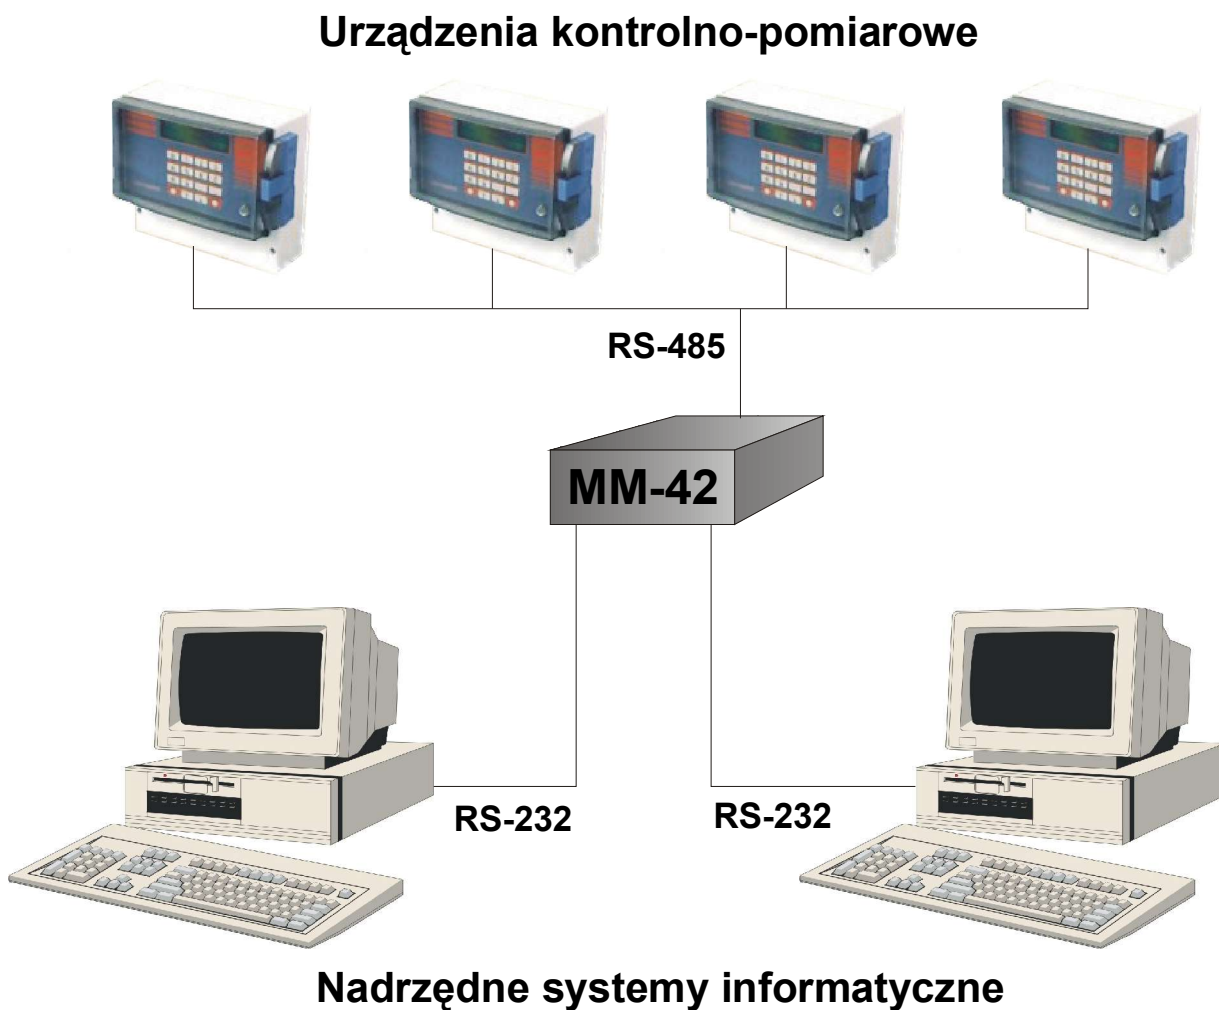 Urządzenia kontrolno-pomiarowe
RS-485
MM-42
RS-232
RS-232
Nadrzędne systemy informatyczne